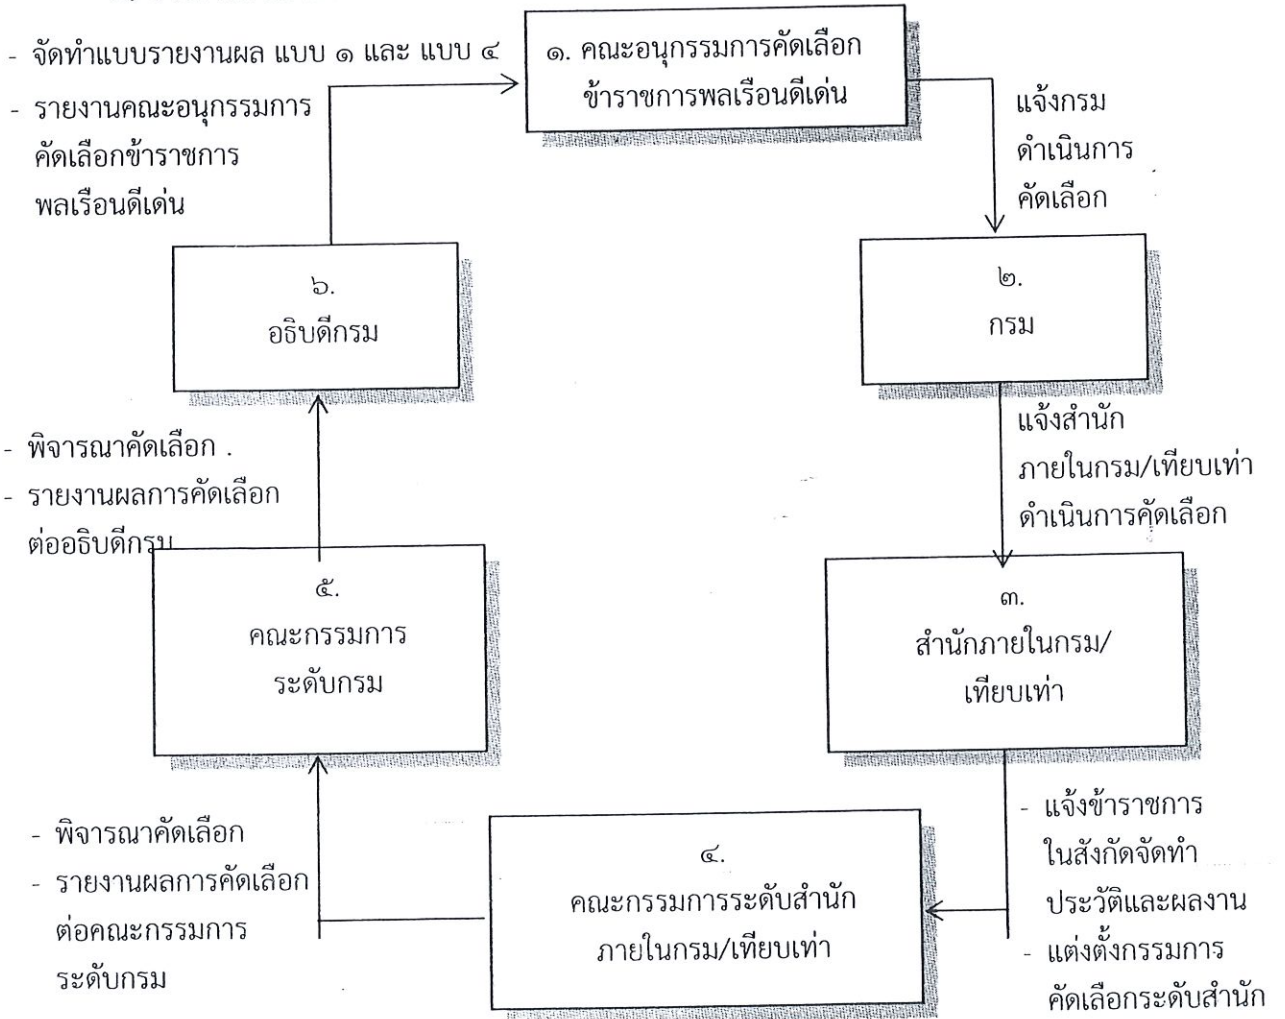 - จัดทำแบบรายงานผล แบบ ๑ และ แบบ ๔
- รายงานคณะอนุกรรมการ
คัดเลือกข้าราชการ
พลเรือนดีเด่น
๑. คณะอนุกรรมการคัดเลือก
ข้าราชการพลเรือนดีเด่น
แจ้งกรม
ดำเนินการ
คัดเลือก
๒.
กรม
แจ้งสำนัก
ภายในกรม/เทียบเท่า
ดำเนินการคัดเลือก
๓.
สำนักภายในกรม/
เทียบเท่า
- แจ้งข้าราชการ
ในสังกัดจัดทำ
ประวัติและผลงาน
- แต่งตั้งกรรมการ
คัดเลือกระดับสำนัก
๔.
คณะกรรมการระดับสำนัก
ภายในกรม/เทียบเท่า
- พิจารณาคัดเลือก
- รายงานผลการคัดเลือก
ต่อคณะกรรมการ
ระดับกรม
๕.
คณะกรรมการ
ระดับกรม
- พิจารณาคัดเลือก .
- รายงานผลการคัดเลือก
ต่ออธิบดีกรม
๖.
อธิบดีกรม